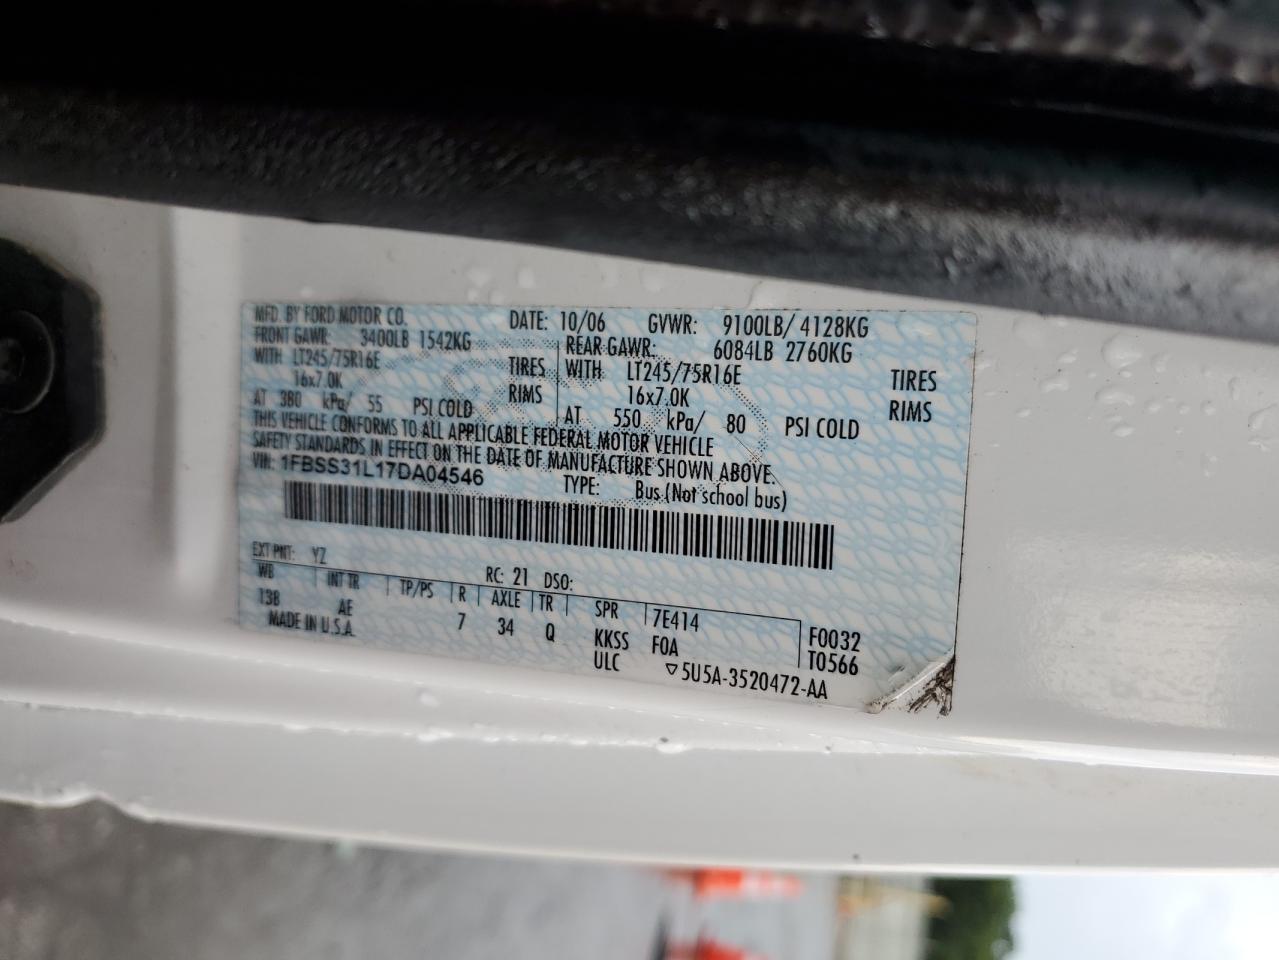 MFD. BY FORD MOTOR CO. DATE: 10/06 GVWR: 9100LB/ 4128KG
FRONT GAWR: 3400LB 1542KG REAR GAWR: 6084LB 2760KG
WITH LT245/75R16E TIRES WITH LT245/75R16E TIRES
16x7.0K RIMS 16x7.0K RIMS
AT 380 kPa/ 55 PSI COLD AT 550 kPa/ 80 PSI COLD
THIS VEHICLE CONFORMS TO ALL APPLICABLE FEDERAL MOTOR VEHICLE
SAFETY STANDARDS IN EFFECT ON THE DATE OF MANUFACTURE SHOWN ABOVE.
VIN: 1FBSS31L17DA04546 TYPE: Bus (Not school bus)
EXT PNT: YZ RC: 21 DSO:
WB INT TR TP/PS R AXLE TR SPR 7E414 F0032
13B AE 7 34 Q KKSS FOA T0566
MADE IN U.S.A. ULC ▽5U5A-3520472-AA